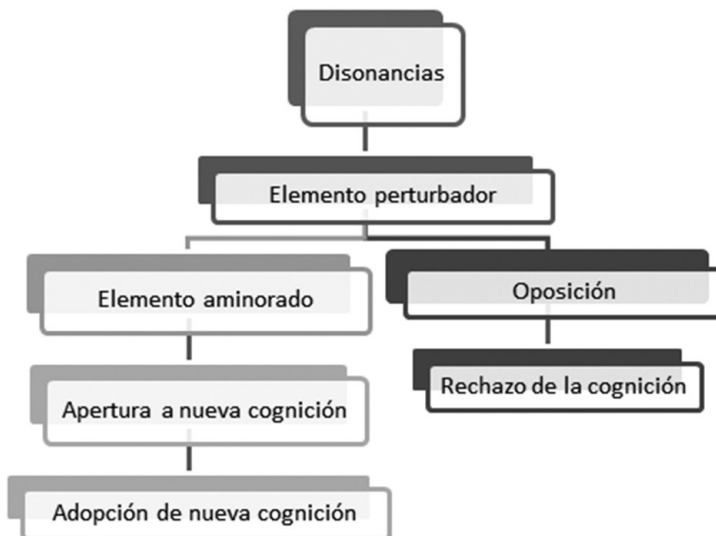 Disonancias
Elemento perturbador
Elemento aminorado
Oposición
Apertura a nueva cognición
Rechazo de la cognición
Adopción de nueva cognición